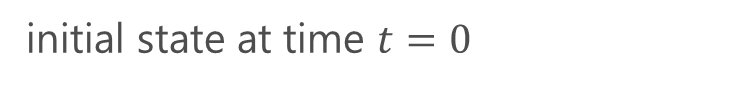 initial state at time t = 0